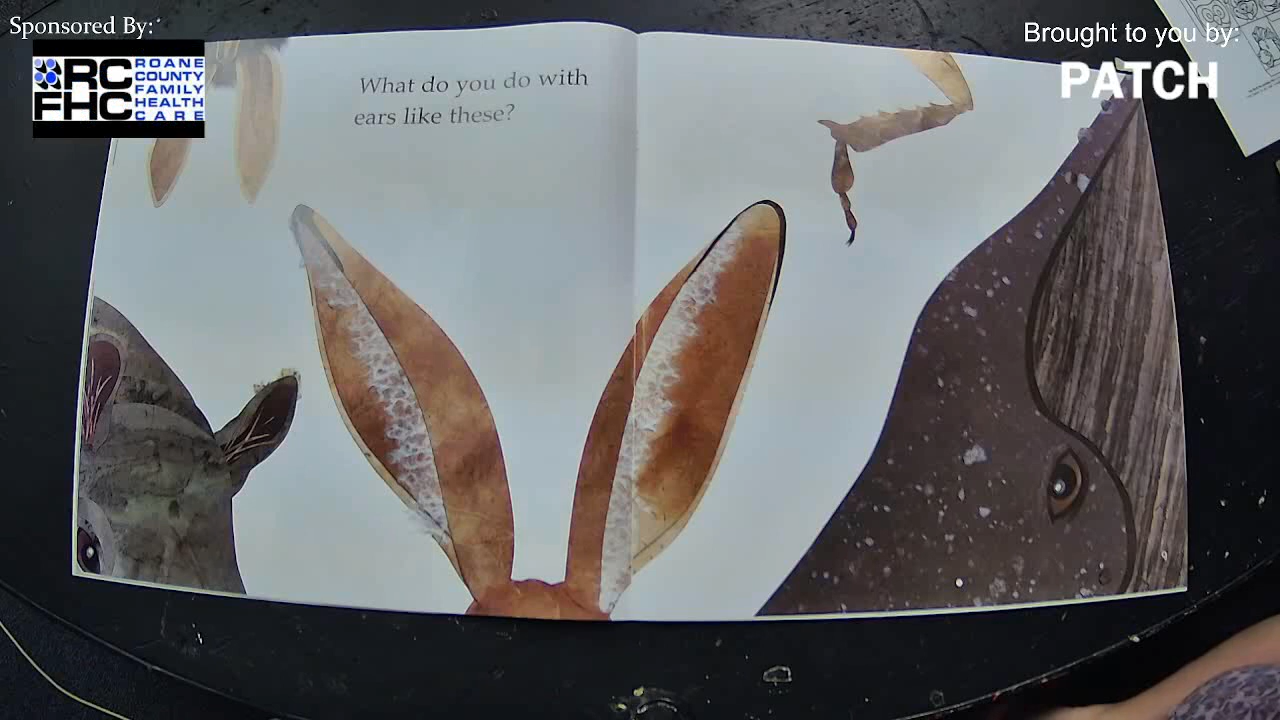 Sponsored By:
RC ROANE
COUNTY
FAMILY
FHC HEALTH
CARE
What do you do with
ears like these?
Brought to you by:
PATCH